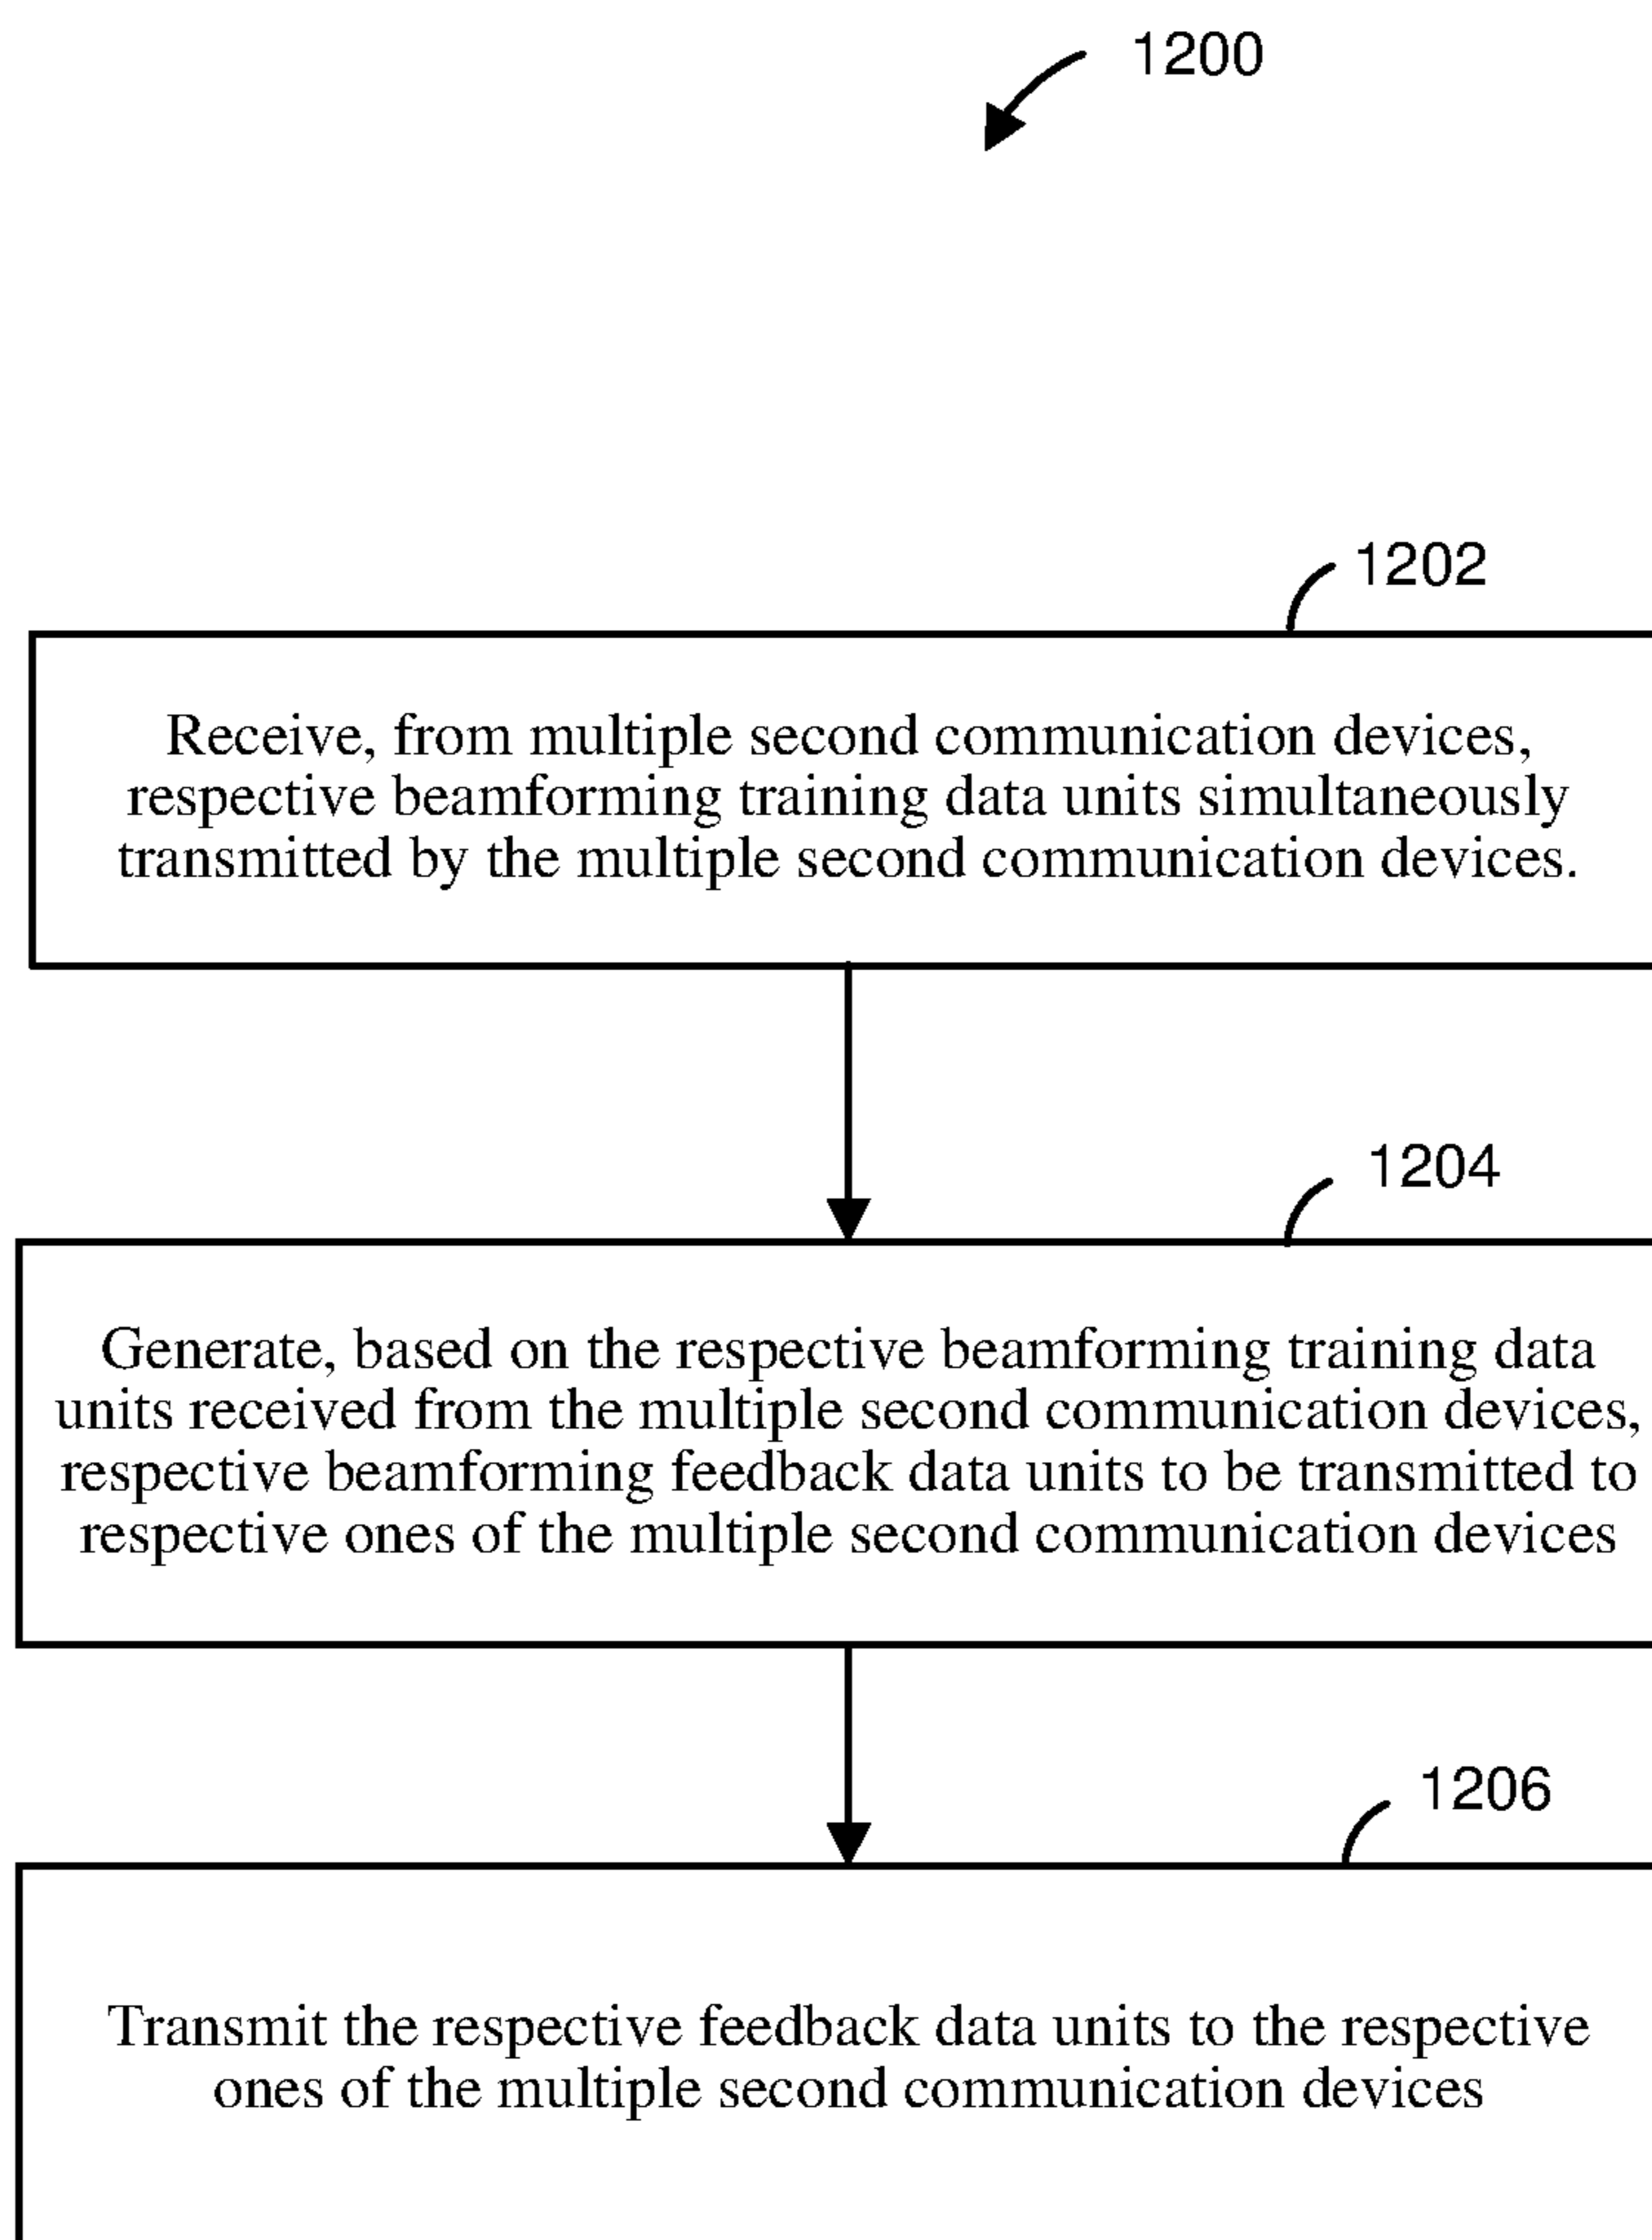 1200
1202
Receive, from multiple second communication devices,
respective beamforming training data units simultaneously
transmitted by the multiple second communication devices.
1204
Generate, based on the respective beamforming training data
units received from the multiple second communication devices,
respective beamforming feedback data units to be transmitted to
respective ones of the multiple second communication devices
1206
Transmit the respective feedback data units to the respective
ones of the multiple second communication devices